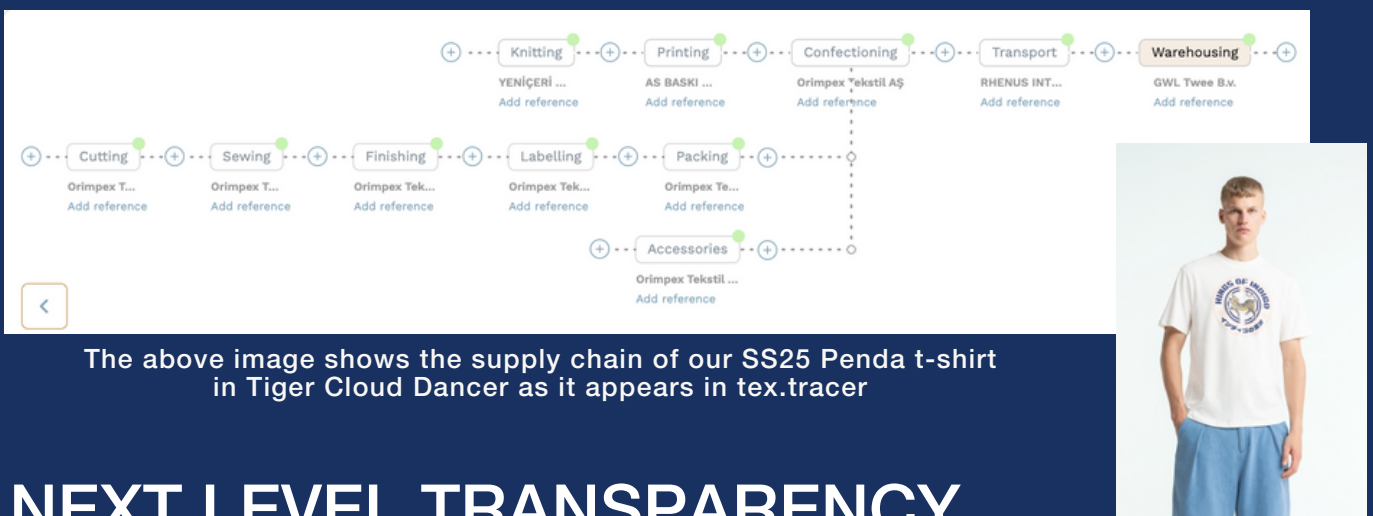 Knitting Printing Confectioning Transport Warehousing
YENİÇERİ ... AS BASKI ... Orimpex Tekstil AŞ RHENUS INT... GWL Twee B.v.
Add reference Add reference Add reference Add reference Add reference
Cutting Sewing Finishing Labelling Packing
Orimpex T... Orimpex T... Orimpex Tek... Orimpex Tek... Orimpex Te...
Add reference Add reference Add reference Add reference Add reference
Accessories
Orimpex Tekstil ...
Add reference
KINGS OF INDIGO
The above image shows the supply chain of our SS25 Penda t-shirt
in Tiger Cloud Dancer as it appears in tex.tracer
NEXT LEVEL TRANSPARENCY